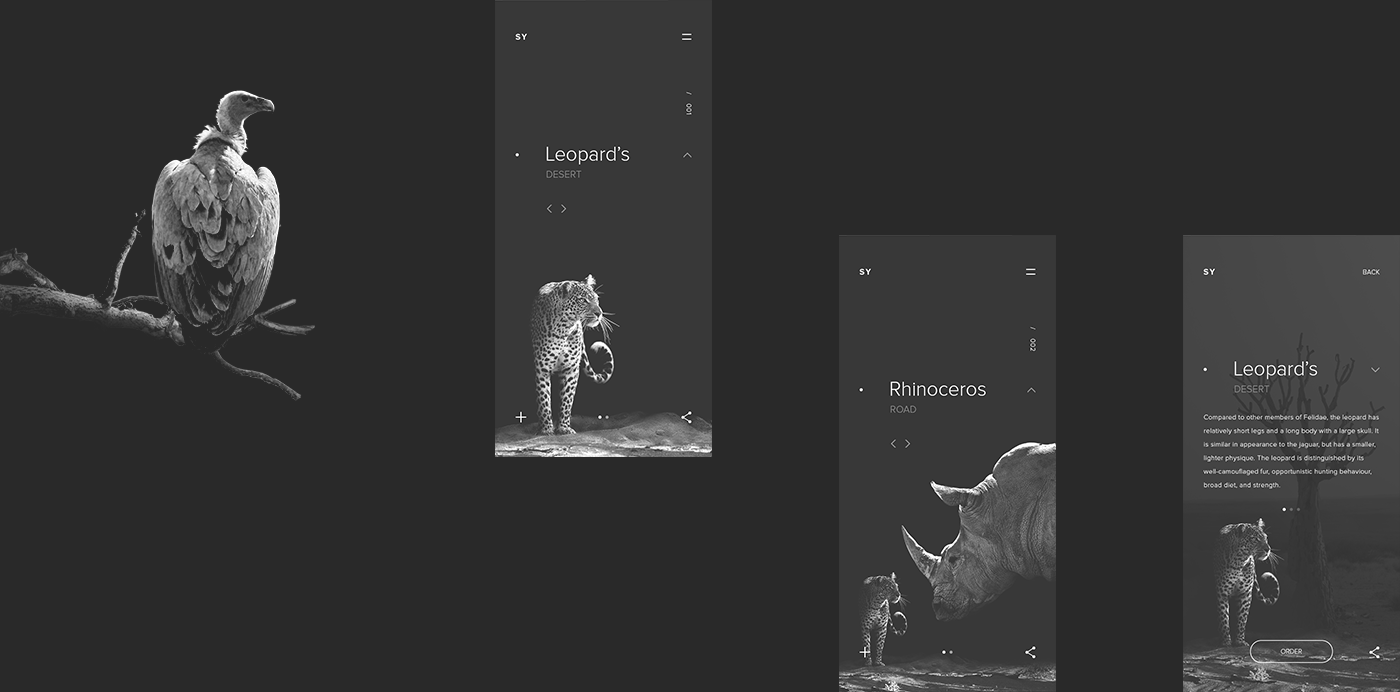 SY
/ 001
Leopard’s
DESERT
SY
/ 002
Rhinoceros
ROAD
SY
BACK
Leopard’s
DESERT
Compared to other members of Felidae, the leopard has
relatively short legs and a long body with a large skull. It
is similar in appearance to the jaguar, but has a smaller,
lighter physique. The leopard is distinguished by its
well-camouflaged fur, opportunistic hunting behaviour,
broad diet, and strength.
ORDER